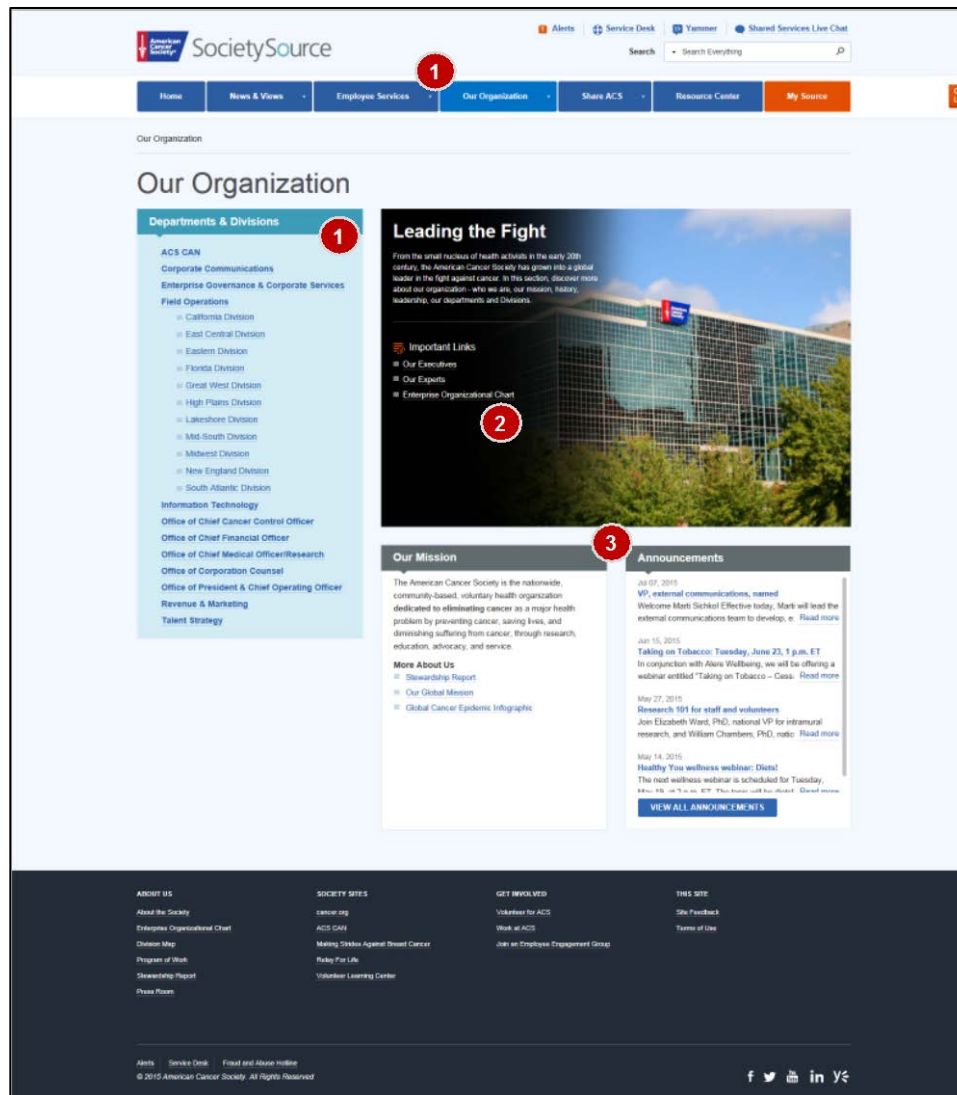 Alerts
Service Desk
Yammer
Shared Services Live Chat
American
Cancer
Society
SocietySource
Search
Search Everything
1
Home
News & Views
Employee Services
Our Organization
Share ACS
Resource Center
My Source
Our Organization
Our Organization
Departments & Divisions
1
ACS CAN
Corporate Communications
Enterprise Governance & Corporate Services
Field Operations
California Division
East Central Division
Eastern Division
Florida Division
Great West Division
High Plains Division
Lakeshore Division
Mid-South Division
Midwest Division
New England Division
South Atlantic Division
Information Technology
Office of Chief Cancer Control Officer
Office of Chief Financial Officer
Office of Chief Medical Officer/Research
Office of Corporation Counsel
Office of President & Chief Operating Officer
Revenue & Marketing
Talent Strategy
Leading the Fight
From the small nucleus of health activists in the early 20th
century, the American Cancer Society has grown into a global
leader in the fight against cancer. In this section, discover more
about our organization - who we are, our mission, history,
leadership, our departments and Divisions.
Important Links
Our Executives
Our Experts
Enterprise Organizational Chart
2
3
Our Mission
The American Cancer Society is the nationwide,
community-based, voluntary health organization
dedicated to eliminating cancer as a major health
problem by preventing cancer, saving lives, and
diminishing suffering from cancer, through research,
education, advocacy, and service.
More About Us
Stewardship Report
Our Global Mission
Global Cancer Epidemic Infographic
Announcements
Jul 07, 2015
VP, external communications, named
Welcome Marti Sichkol Effective today, Marti will lead the
external communications team to develop, e: Read more
Jun 15, 2015
Taking on Tobacco: Tuesday, June 23, 1 p.m. ET
In conjunction with Alere Wellbeing, we will be offering a
webinar entitled "Taking on Tobacco – Cess: Read more
May 27, 2015
Research 101 for staff and volunteers
Join Elizabeth Ward, PhD, national VP for intramural
research, and William Chambers, PhD, natio Read more
May 14, 2015
Healthy You wellness webinar: Diets!
The next wellness webinar is scheduled for Tuesday,
May 19, at 2 p.m. ET. The topic will be diets! Read more
VIEW ALL ANNOUNCEMENTS
ABOUT US
About the Society
Enterprise Organizational Chart
Division Map
Program of Work
Stewardship Report
Press Room
SOCIETY SITES
cancer.org
ACS CAN
Making Strides Against Breast Cancer
Relay For Life
Volunteer Learning Center
GET INVOLVED
Volunteer for ACS
Work at ACS
Join an Employee Engagement Group
THIS SITE
Site Feedback
Terms of Use
Alerts Service Desk Fraud and Abuse Hotline
© 2015 American Cancer Society. All Rights Reserved